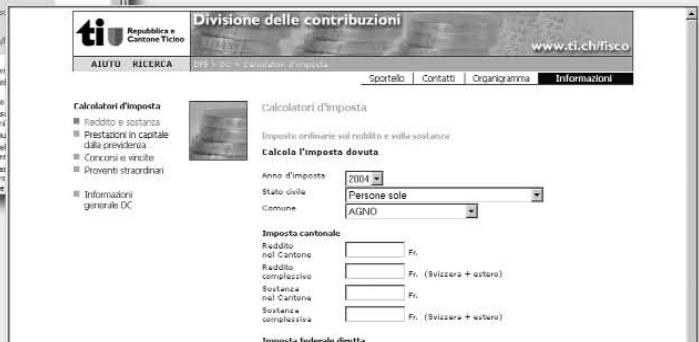 Divisione delle contribuzioni
ti
Repubblica e
Cantone Ticino
www.ti.ch/fisco
AIUTO RICERCA
DFE > DC > Calcolatori d'imposta
Sportello | Contatti | Organigramma Informazioni
Calcolatori d'imposta
Reddito e sostanza
Prestazioni in capitale
dalla previdenza
Concorsi e vincite
Proventi straordinari
Informazioni
generale DC
Calcolatori d'imposta
Imposte ordinarie sul reddito e sulla sostanza
Calcola l'imposta dovuta
Anno d'imposta 2004
Stato civile Persone sole
Comune AGNO
Imposta cantonale
Reddito
nel Cantone Fr.
Reddito
complessivo Fr. (Svizzera + estero)
Sostanza
nel Cantone Fr.
Sostanza
complessiva Fr. (Svizzera + estero)
Imposta federale diretta